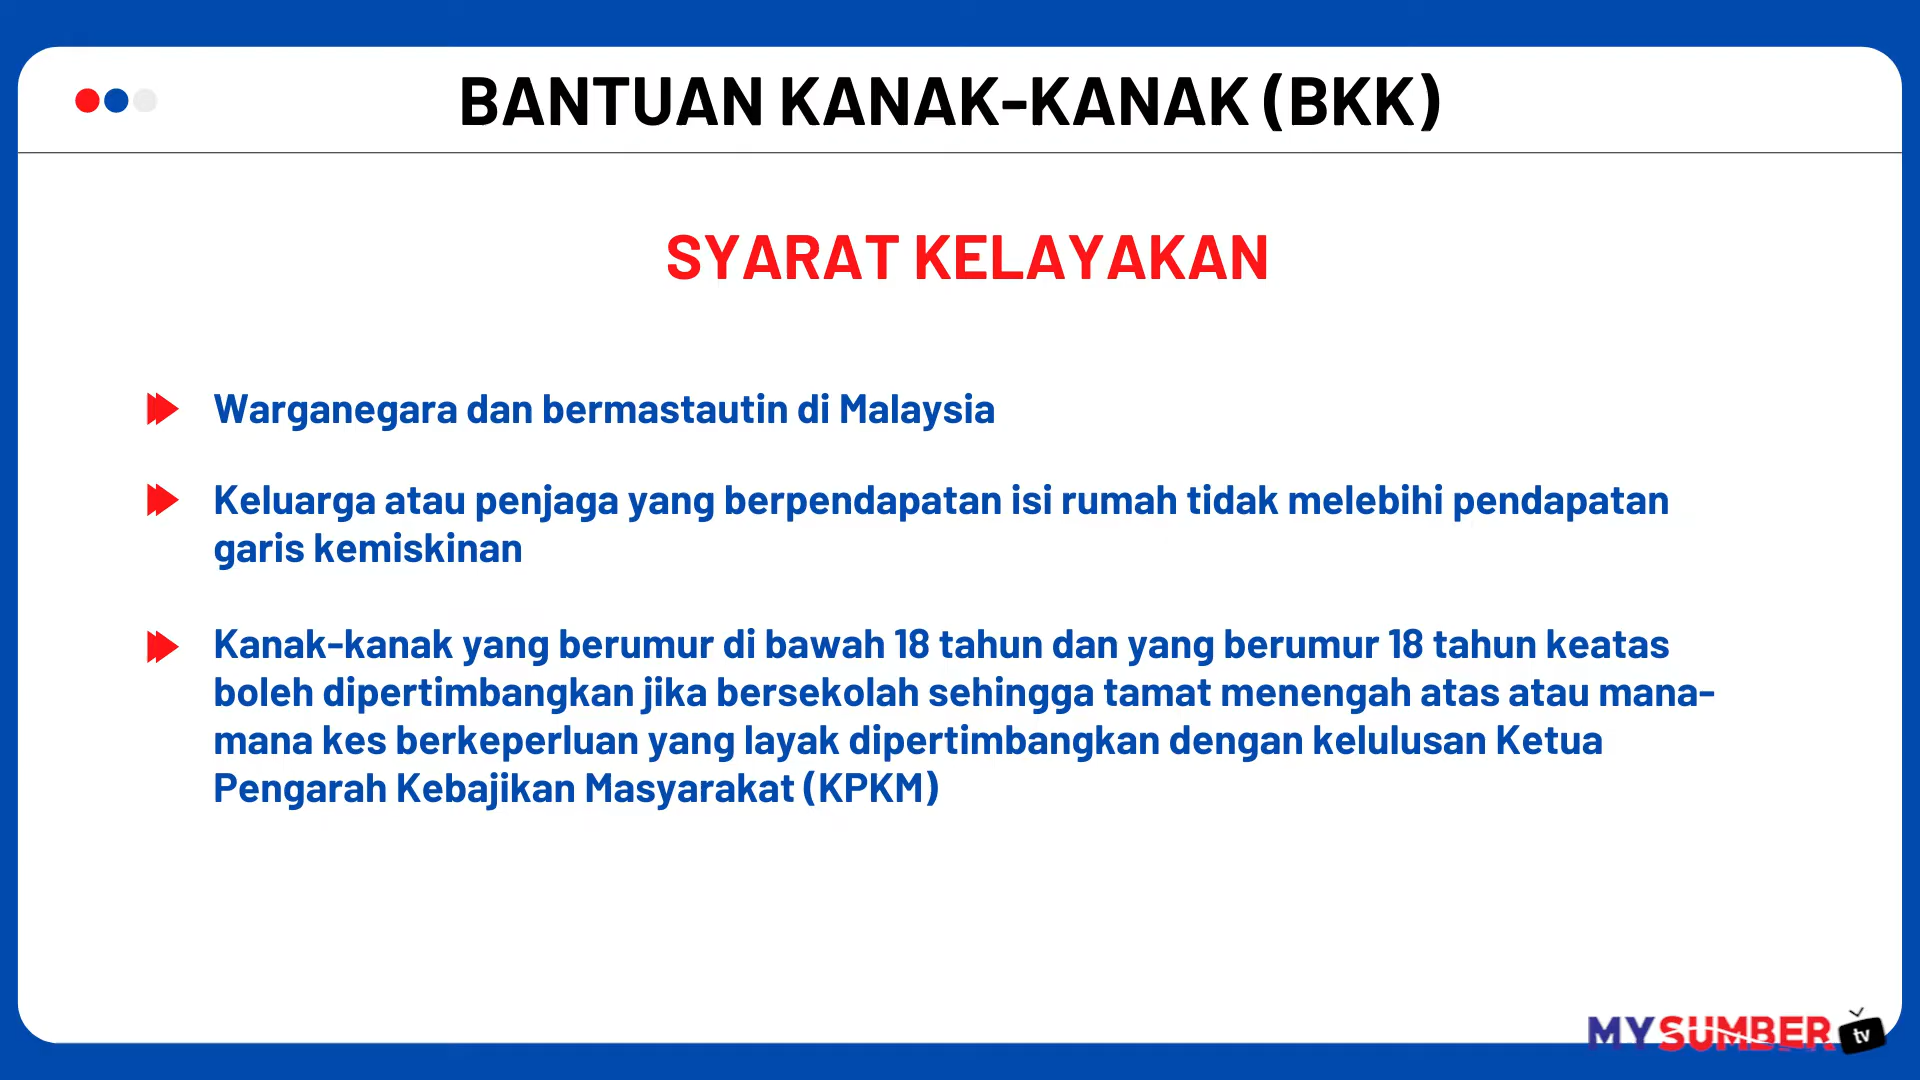 BANTUAN KANAK-KANAK (BKK)
SYARAT KELAYAKAN
Warganegara dan bermastautin di Malaysia
Keluarga atau penjaga yang berpendapatan isi rumah tidak melebihi pendapatan
garis kemiskinan
Kanak-kanak yang berumur di bawah 18 tahun dan yang berumur 18 tahun keatas
boleh dipertimbangkan jika bersekolah sehingga tamat menengah atas atau mana-
mana kes berkeperluan yang layak dipertimbangkan dengan kelulusan Ketua
Pengarah Kebajikan Masyarakat (KPKM)
MYSUMBER tv